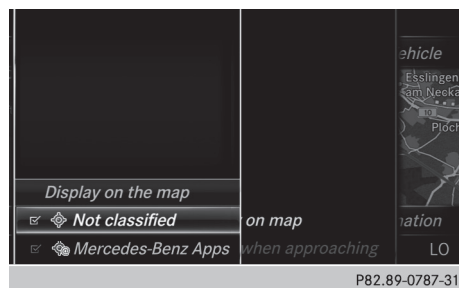 ehicle
Esslingen
am Necka
10
Ploch
Display on the map
Not classified
on map
nation
Mercedes-Benz Apps
when approaching
LO
P82.89-0787-31